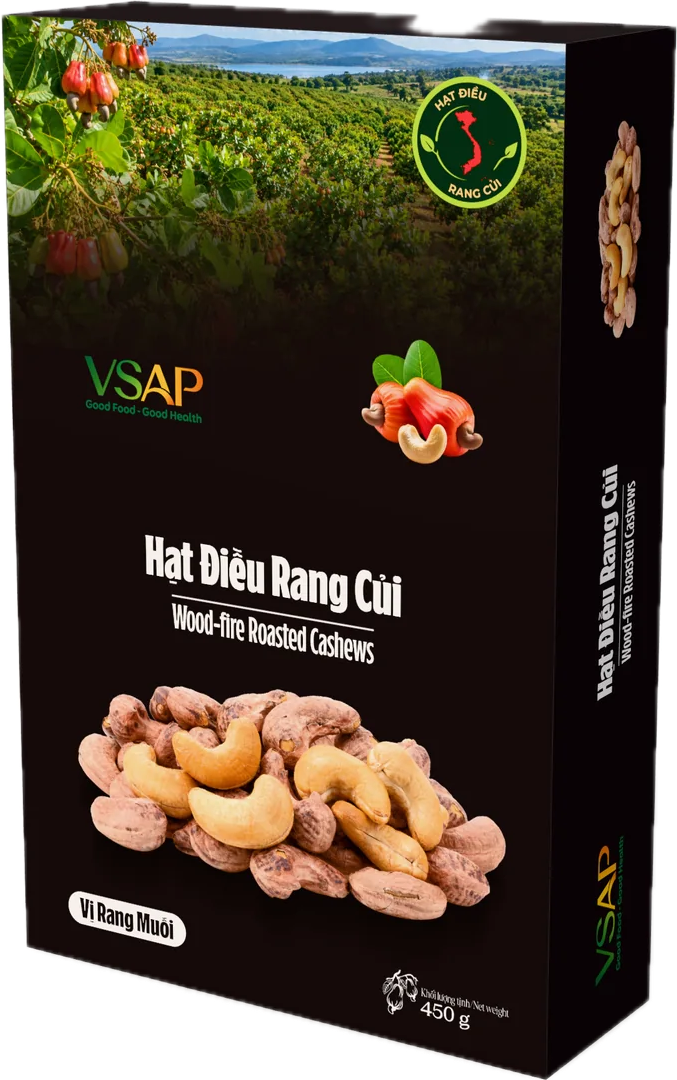 HẠT ĐIỀU
RANG CỦI
VSAP
Good Food - Good Health
Hạt Điều Rang Củi
Wood-fire Roasted Cashews
Vị Rang Muối
Khối lượng tịnh/Net weight
450 g
Hạt Điều Rang Củi
Wood-fire Roasted Cashews
VSAP
Good Food - Good Health